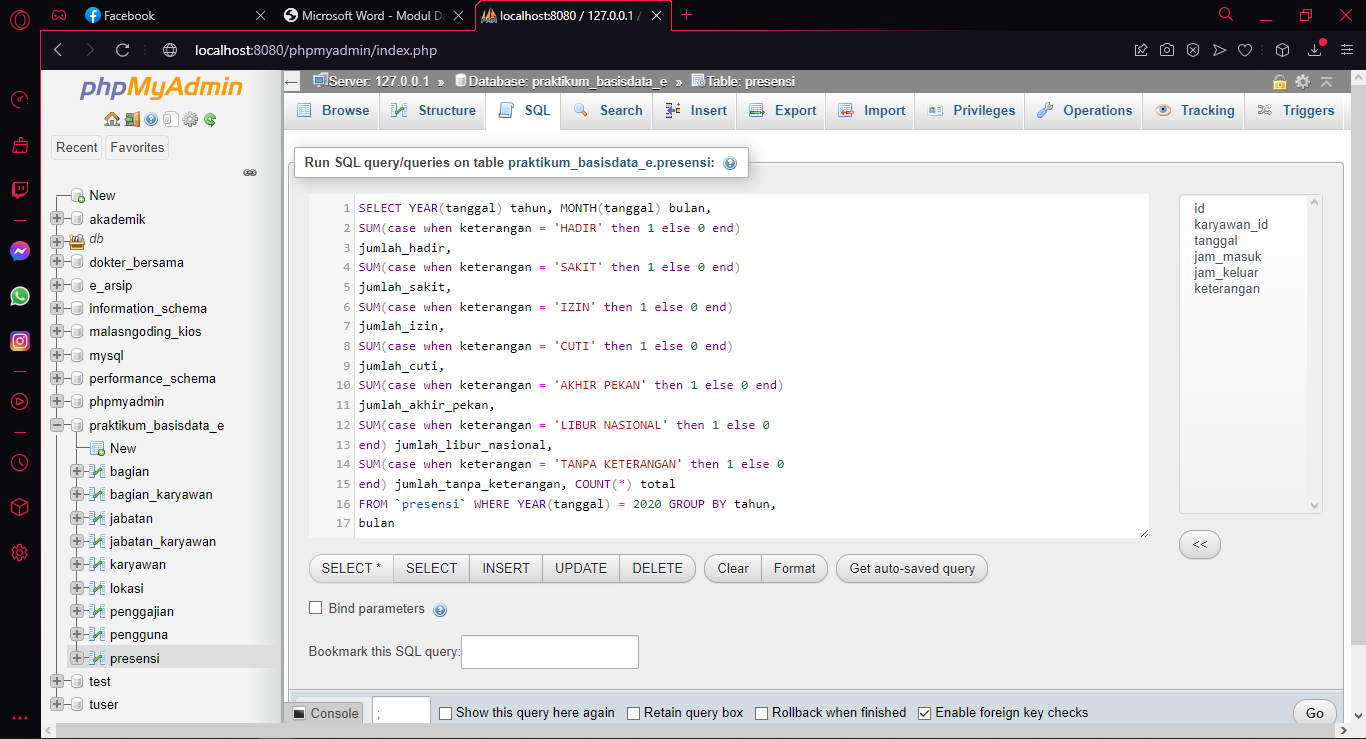 Facebook
Microsoft Word - Modul Da
localhost:8080 / 127.0.0.1 /
localhost:8080/phpmyadmin/index.php
phpMyAdmin
Recent
Favorites
New
akademik
db
dokter_bersama
e_arsip
information_schema
malasngoding_kios
mysql
performance_schema
phpmyadmin
praktikum_basisdata_e
New
bagian
bagian_karyawan
jabatan
jabatan_karyawan
karyawan
lokasi
penggajian
pengguna
presensi
test
tuser
Server: 127.0.0.1 » Database: praktikum_basisdata_e » Table: presensi
Browse
Structure
SQL
Search
Insert
Export
Import
Privileges
Operations
Tracking
Triggers
Run SQL query/queries on table praktikum_basisdata_e.presensi:
1 SELECT YEAR(tanggal) tahun, MONTH(tanggal) bulan,
2 SUM(case when keterangan = 'HADIR' then 1 else 0 end)
3 jumlah_hadir,
4 SUM(case when keterangan = 'SAKIT' then 1 else 0 end)
5 jumlah_sakit,
6 SUM(case when keterangan = 'IZIN' then 1 else 0 end)
7 jumlah_izin,
8 SUM(case when keterangan = 'CUTI' then 1 else 0 end)
9 jumlah_cuti,
10 SUM(case when keterangan = 'AKHIR PEKAN' then 1 else 0 end)
11 jumlah_akhir_pekan,
12 SUM(case when keterangan = 'LIBUR NASIONAL' then 1 else 0
13 end) jumlah_libur_nasional,
14 SUM(case when keterangan = 'TANPA KETERANGAN' then 1 else 0
15 end) jumlah_tanpa_keterangan, COUNT(*) total
16 FROM `presensi` WHERE YEAR(tanggal) = 2020 GROUP BY tahun,
17 bulan
id
karyawan_id
tanggal
jam_masuk
jam_keluar
keterangan
<<
SELECT *
SELECT
INSERT
UPDATE
DELETE
Clear
Format
Get auto-saved query
Bind parameters
Bookmark this SQL query:
Console
;
Show this query here again
Retain query box
Rollback when finished
Enable foreign key checks
Go